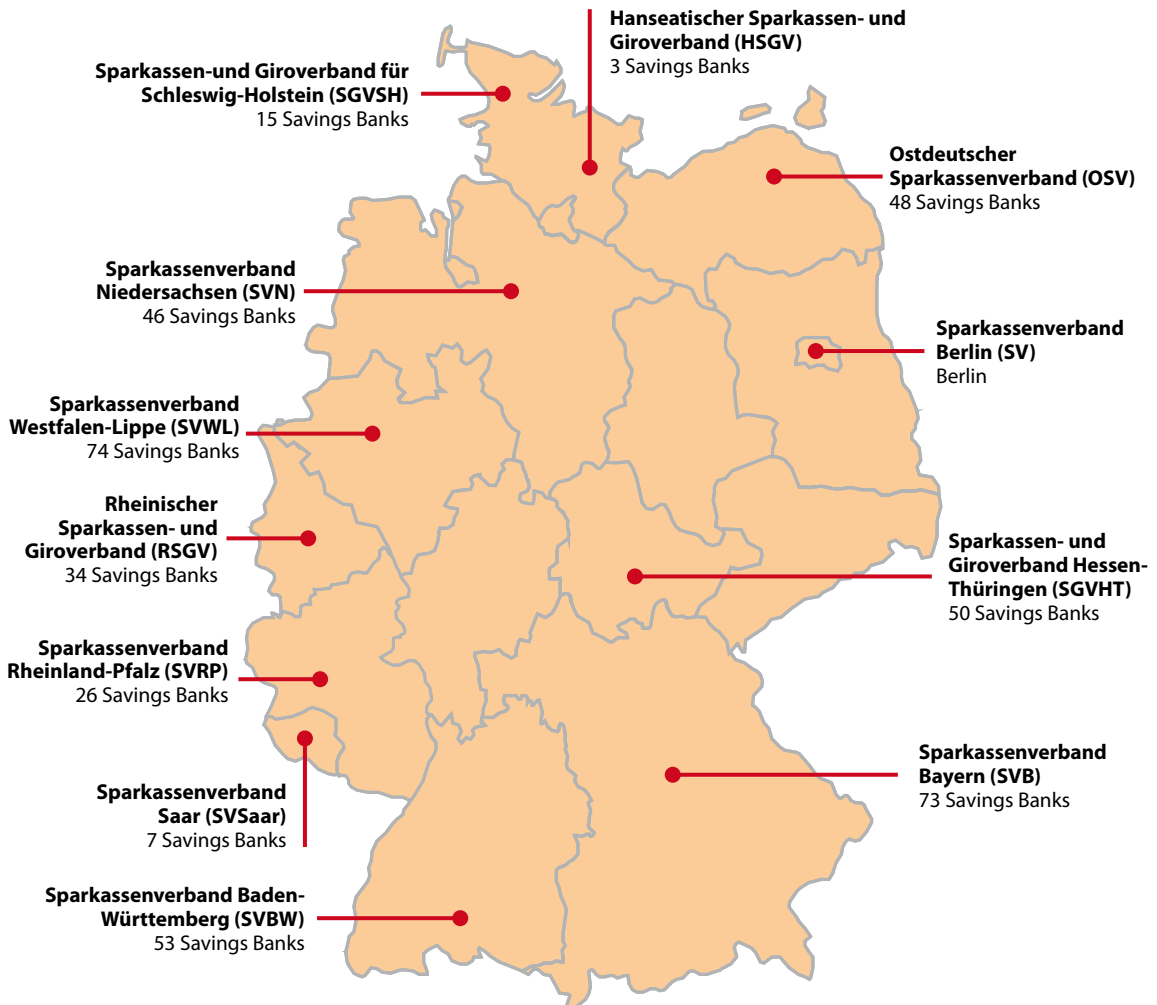 Hanseatischer Sparkassen- und
Giroverband (HSGV)
3 Savings Banks
Sparkassen-und Giroverband für
Schleswig-Holstein (SGVSH)
15 Savings Banks
Ostdeutscher
Sparkassenverband (OSV)
48 Savings Banks
Sparkassenverband
Niedersachsen (SVN)
46 Savings Banks
Sparkassenverband
Berlin (SV)
Berlin
Sparkassenverband
Westfalen-Lippe (SVWL)
74 Savings Banks
Rheinischer
Sparkassen- und
Giroverband (RSGV)
34 Savings Banks
Sparkassen- und
Giroverband Hessen-
Thüringen (SGVHT)
50 Savings Banks
Sparkassenverband
Rheinland-Pfalz (SVRP)
26 Savings Banks
Sparkassenverband
Bayern (SVB)
73 Savings Banks
Sparkassenverband
Saar (SVSaar)
7 Savings Banks
Sparkassenverband Baden-
Württemberg (SVBW)
53 Savings Banks